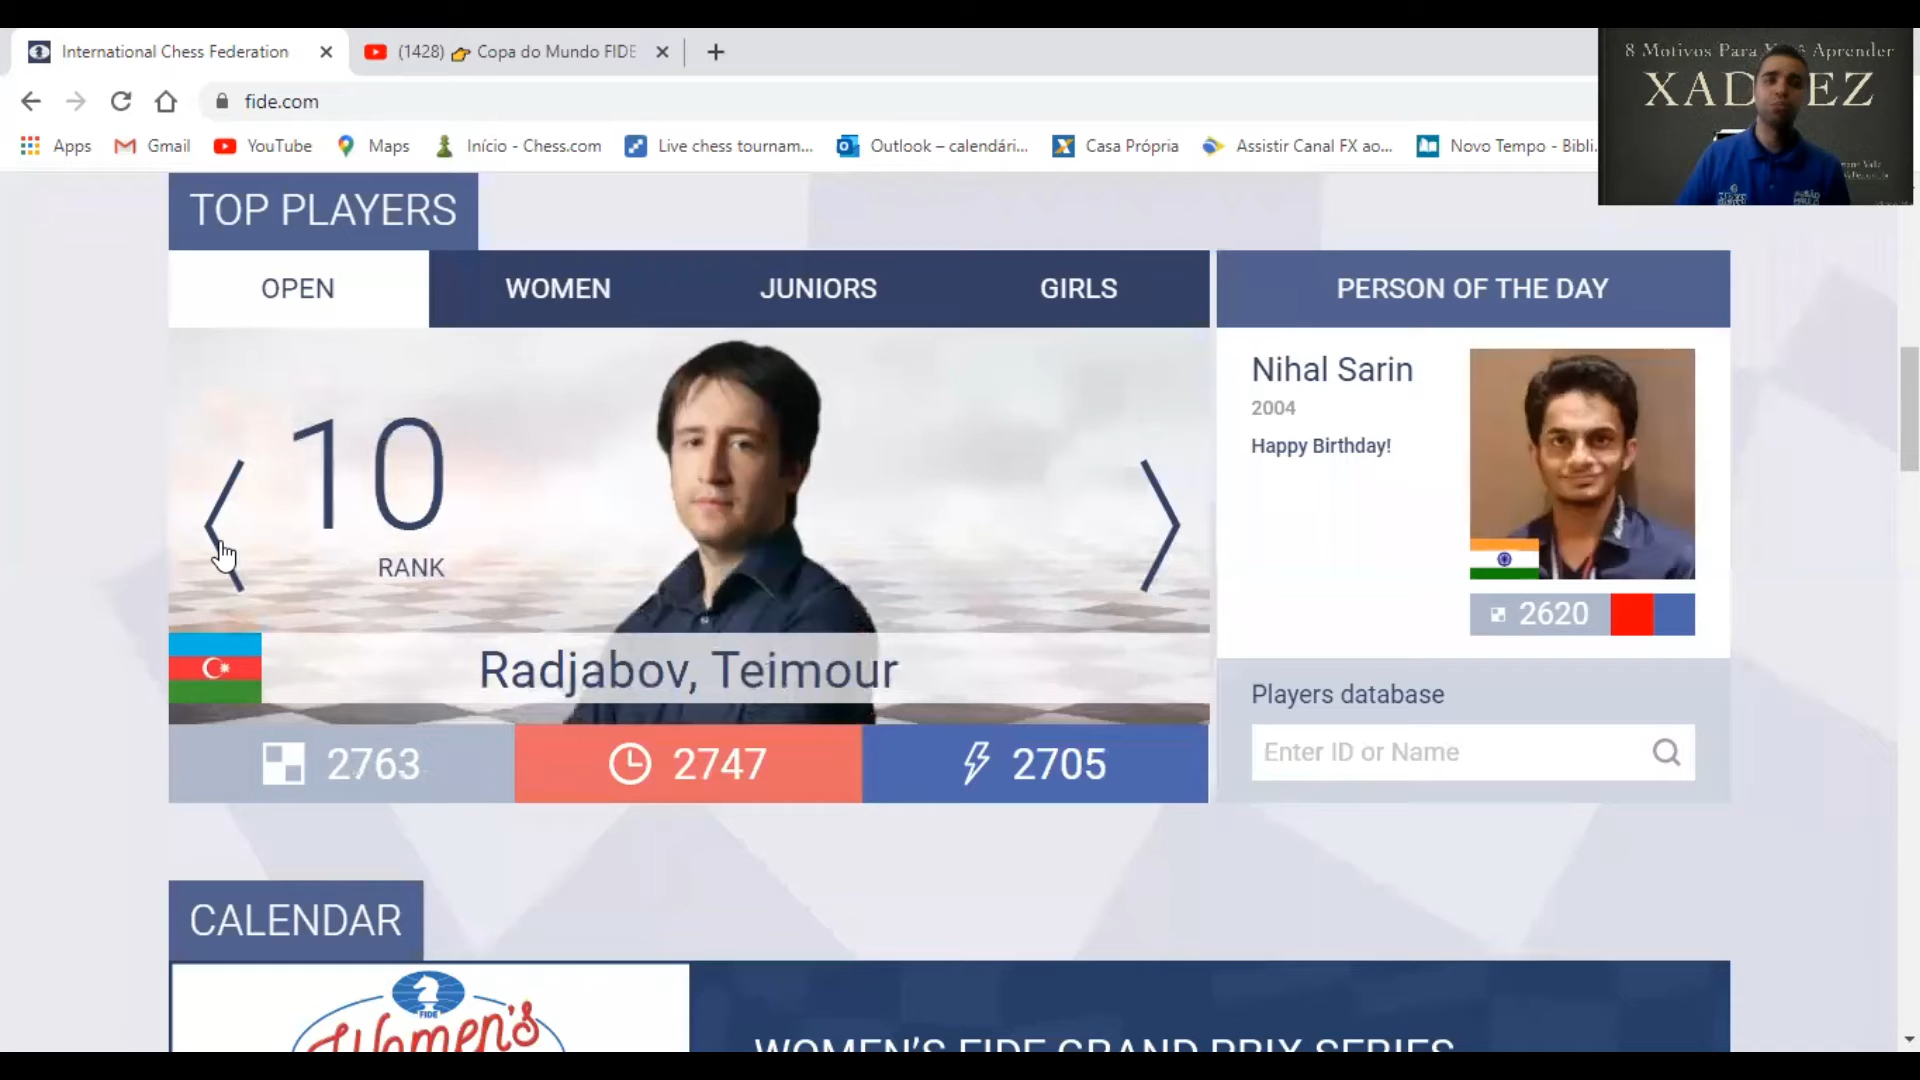 International Chess Federation
(1428) 👉 Copa do Mundo FIDE
fide.com
Apps
Gmail
YouTube
Maps
Início - Chess.com
Live chess tournam...
Outlook – calendári...
Casa Própria
Assistir Canal FX ao...
Novo Tempo - Bibli.
8 Motivos Para Aprender
XAD EZ
TOP PLAYERS
OPEN
WOMEN
JUNIORS
GIRLS
PERSON OF THE DAY
10
RANK
Radjabov, Teimour
2763
2747
2705
Nihal Sarin
2004
Happy Birthday!
2620
Players database
Enter ID or Name
CALENDAR
FIDE
Women's
WOMEN'S FIDE GRAND PRIX SERIES